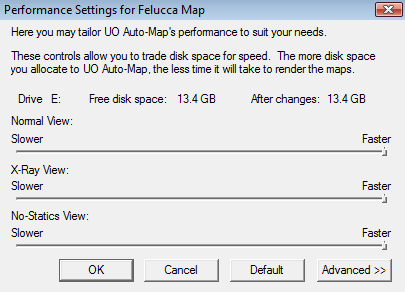 Performance Settings for Felucca Map
Here you may tailor UO Auto-Map's performance to suit your needs.
These controls allow you to trade disk space for speed. The more disk space
you allocate to UO Auto-Map, the less time it will take to render the maps.
Drive E: Free disk space: 13.4 GB After changes: 13.4 GB
Normal View:
Slower Faster
X-Ray View:
Slower Faster
No-Statics View:
Slower Faster
OK Cancel Default Advanced >>